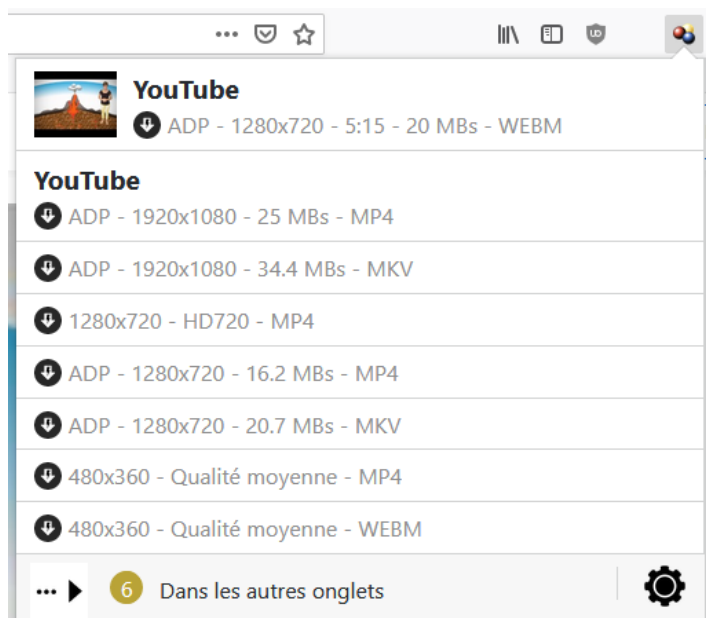 YouTube
ADP - 1280x720 - 5:15 - 20 MBs - WEBM
YouTube
ADP - 1920x1080 - 25 MBs - MP4
ADP - 1920x1080 - 34.4 MBs - MKV
1280x720 - HD720 - MP4
ADP - 1280x720 - 16.2 MBs - MP4
ADP - 1280x720 - 20.7 MBs - MKV
480x360 - Qualité moyenne - MP4
480x360 - Qualité moyenne - WEBM
6 Dans les autres onglets